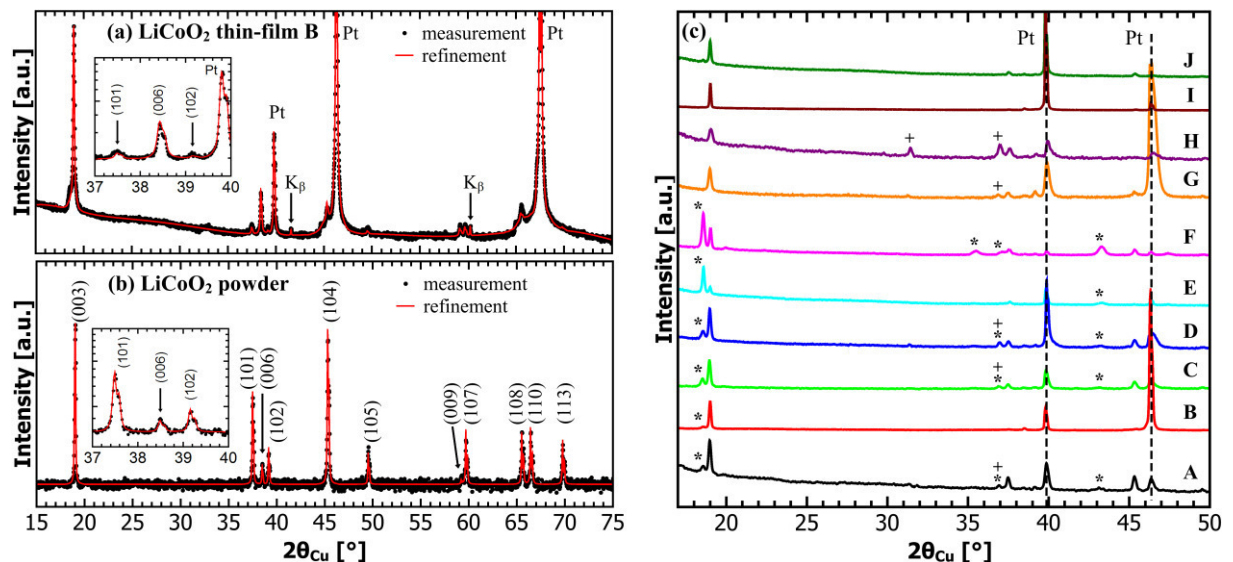 (a) LiCoO₂ thin-film B
measurement
refinement
Pt
Pt
Pt
Kβ
Kβ
(101)
(006)
(102)
Pt
37 38 39 40
Intensity [a.u.]
(b) LiCoO₂ powder
measurement
refinement
(003)
(101)
(006)
(102)
(104)
(105)
(009)
(107)
(108)
(110)
(113)
(101)
(006)
(102)
37 38 39 40
Intensity [a.u.]
15 20 25 30 35 40 45 50 55 60 65 70 75
2θCu [°]
(c)
Pt
Pt
J
I
+ + H
+ G
* * * * F
* * E
* + * * D
* + * * C
* B
* + * * A
Intensity [a.u.]
20 25 30 35 40 45 50
2θCu [°]